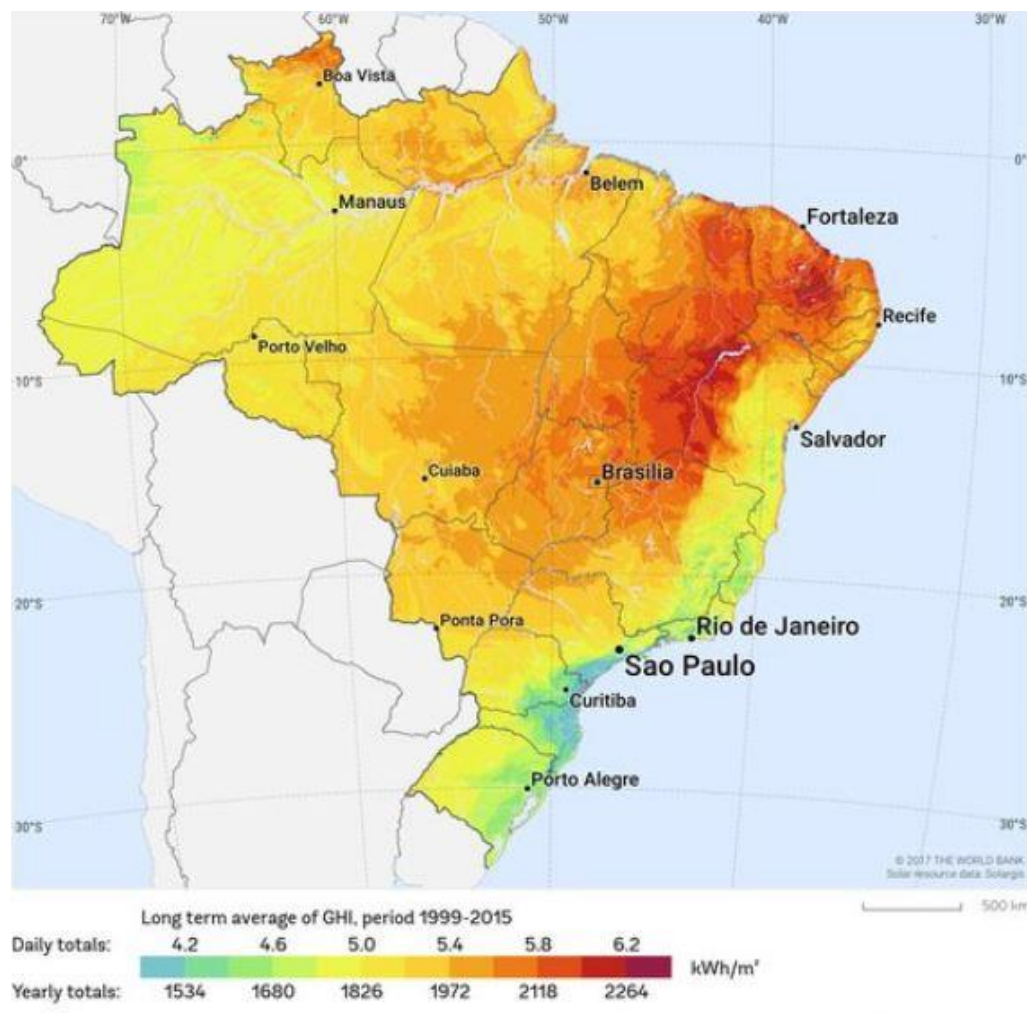 70°W 60°W 50°W 40°W 30°W
Boa Vista
0° 0°
Belem
Manaus
Fortaleza
Recife
Porto Velho
10°S 10°S
Salvador
Cuiaba
Brasilia
20°S 20°S
Ponta Pora
Rio de Janeiro
Sao Paulo
Curitiba
Porto Alegre
30°S 30°S
© 2017 THE WORLD BANK
Solar resource data: Solargis
500 km
Long term average of GHI, period 1999-2015
Daily totals: 4.2 4.6 5.0 5.4 5.8 6.2
kWh/m²
Yearly totals: 1534 1680 1826 1972 2118 2264